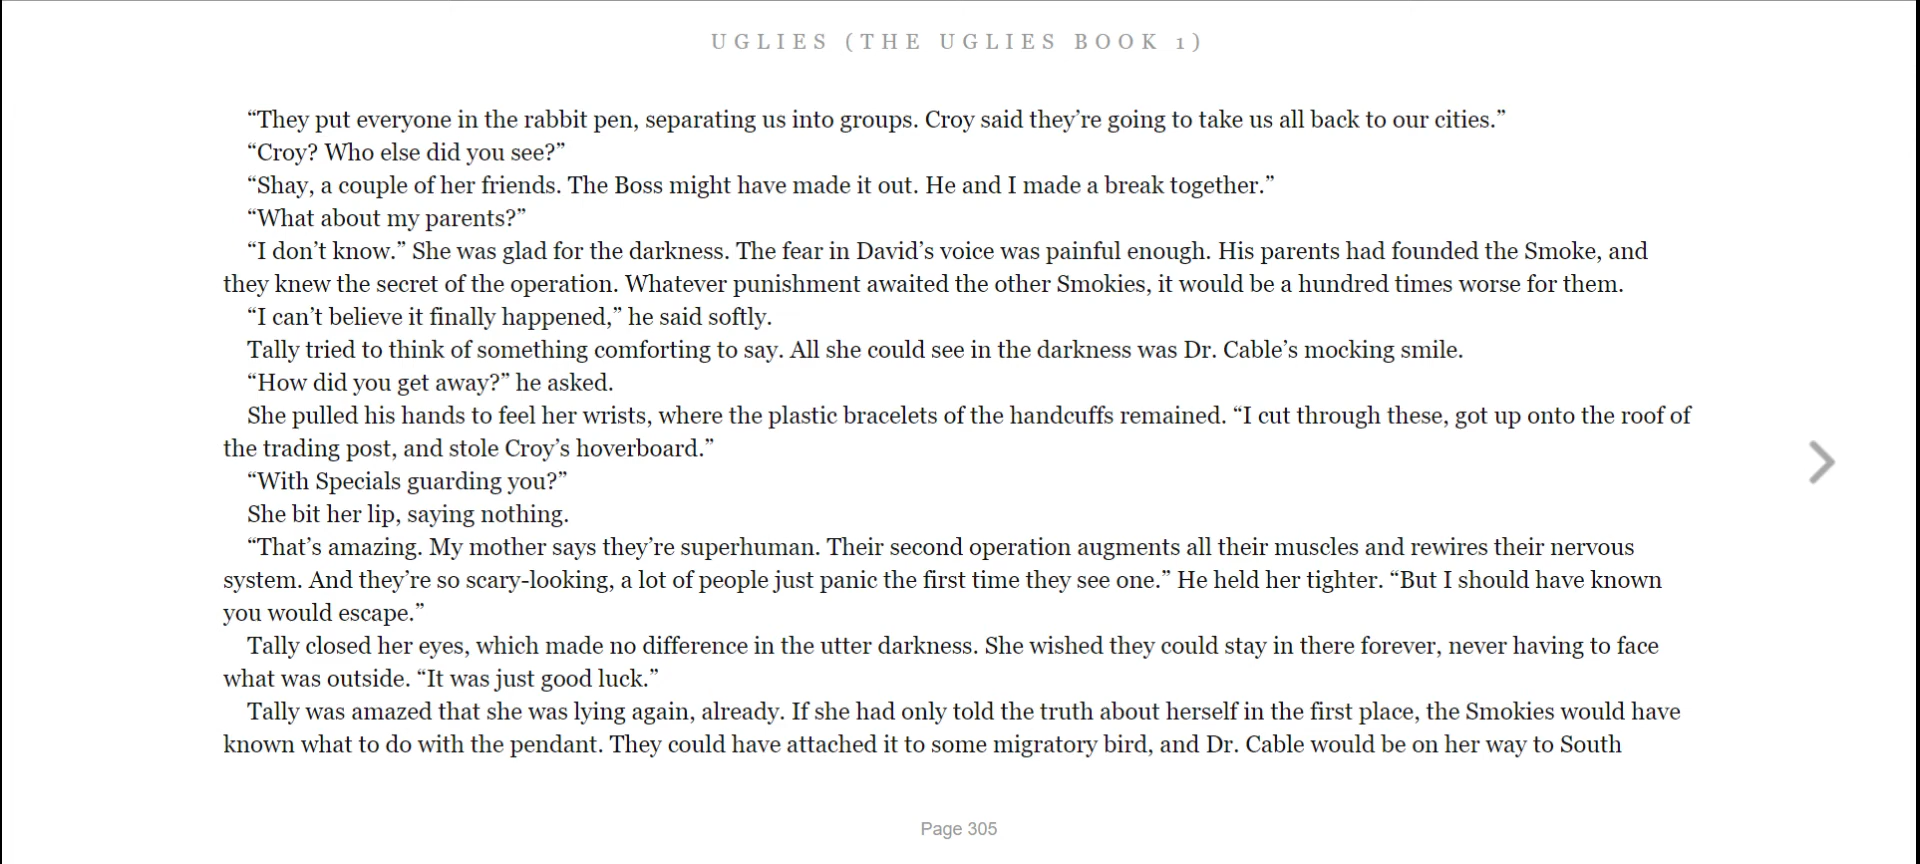 UGLIES (THE UGLIES BOOK 1)
“They put everyone in the rabbit pen, separating us into groups. Croy said they’re going to take us all back to our cities.”
“Croy? Who else did you see?”
“Shay, a couple of her friends. The Boss might have made it out. He and I made a break together.”
“What about my parents?”
“I don’t know.” She was glad for the darkness. The fear in David’s voice was painful enough. His parents had founded the Smoke, and
they knew the secret of the operation. Whatever punishment awaited the other Smokies, it would be a hundred times worse for them.
“I can’t believe it finally happened,” he said softly.
Tally tried to think of something comforting to say. All she could see in the darkness was Dr. Cable’s mocking smile.
“How did you get away?” he asked.
She pulled his hands to feel her wrists, where the plastic bracelets of the handcuffs remained. “I cut through these, got up onto the roof of
the trading post, and stole Croy’s hoverboard.”
“With Specials guarding you?”
She bit her lip, saying nothing.
“That’s amazing. My mother says they’re superhuman. Their second operation augments all their muscles and rewires their nervous
system. And they’re so scary-looking, a lot of people just panic the first time they see one.” He held her tighter. “But I should have known
you would escape.”
Tally closed her eyes, which made no difference in the utter darkness. She wished they could stay in there forever, never having to face
what was outside. “It was just good luck.”
Tally was amazed that she was lying again, already. If she had only told the truth about herself in the first place, the Smokies would have
known what to do with the pendant. They could have attached it to some migratory bird, and Dr. Cable would be on her way to South
Page 305